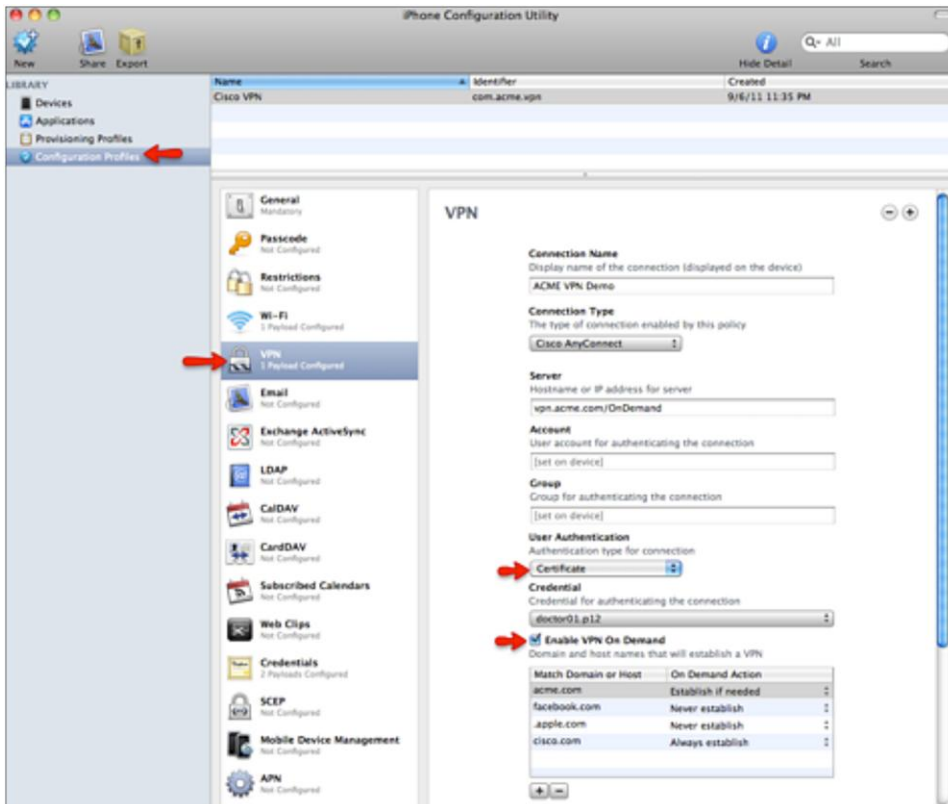 iPhone Configuration Utility
New
Share
Export
Hide Detail
Q- All
Search
LIBRARY
Devices
Applications
Provisioning Profiles
Configuration Profiles
Name Identifier Created
Cisco VPN com.acme.vpn 9/6/11 11:35 PM
General
Mandatory
Passcode
Not Configured
Restrictions
Not Configured
Wi-Fi
1 Payload Configured
VPN
1 Payload Configured
Email
Not Configured
Exchange ActiveSync
Not Configured
LDAP
Not Configured
CalDAV
Not Configured
CardDAV
Not Configured
Subscribed Calendars
Not Configured
Web Clips
Not Configured
Credentials
2 Payloads Configured
SCEP
Not Configured
Mobile Device Management
Not Configured
APN
Not Configured
VPN
Connection Name
Display name of the connection (displayed on the device)
ACME VPN Demo
Connection Type
The type of connection enabled by this policy
Cisco AnyConnect
Server
Hostname or IP address for server
vpn.acme.com/OnDemand
Account
User account for authenticating the connection
[set on device]
Group
Group for authenticating the connection
[set on device]
User Authentication
Authentication type for connection
Certificate
Credential
Credential for authenticating the connection
doctor01.p12
Enable VPN On Demand
Domain and host names that will establish a VPN
Match Domain or Host On Demand Action
acme.com Establish if needed
facebook.com Never establish
.apple.com Never establish
cisco.com Always establish